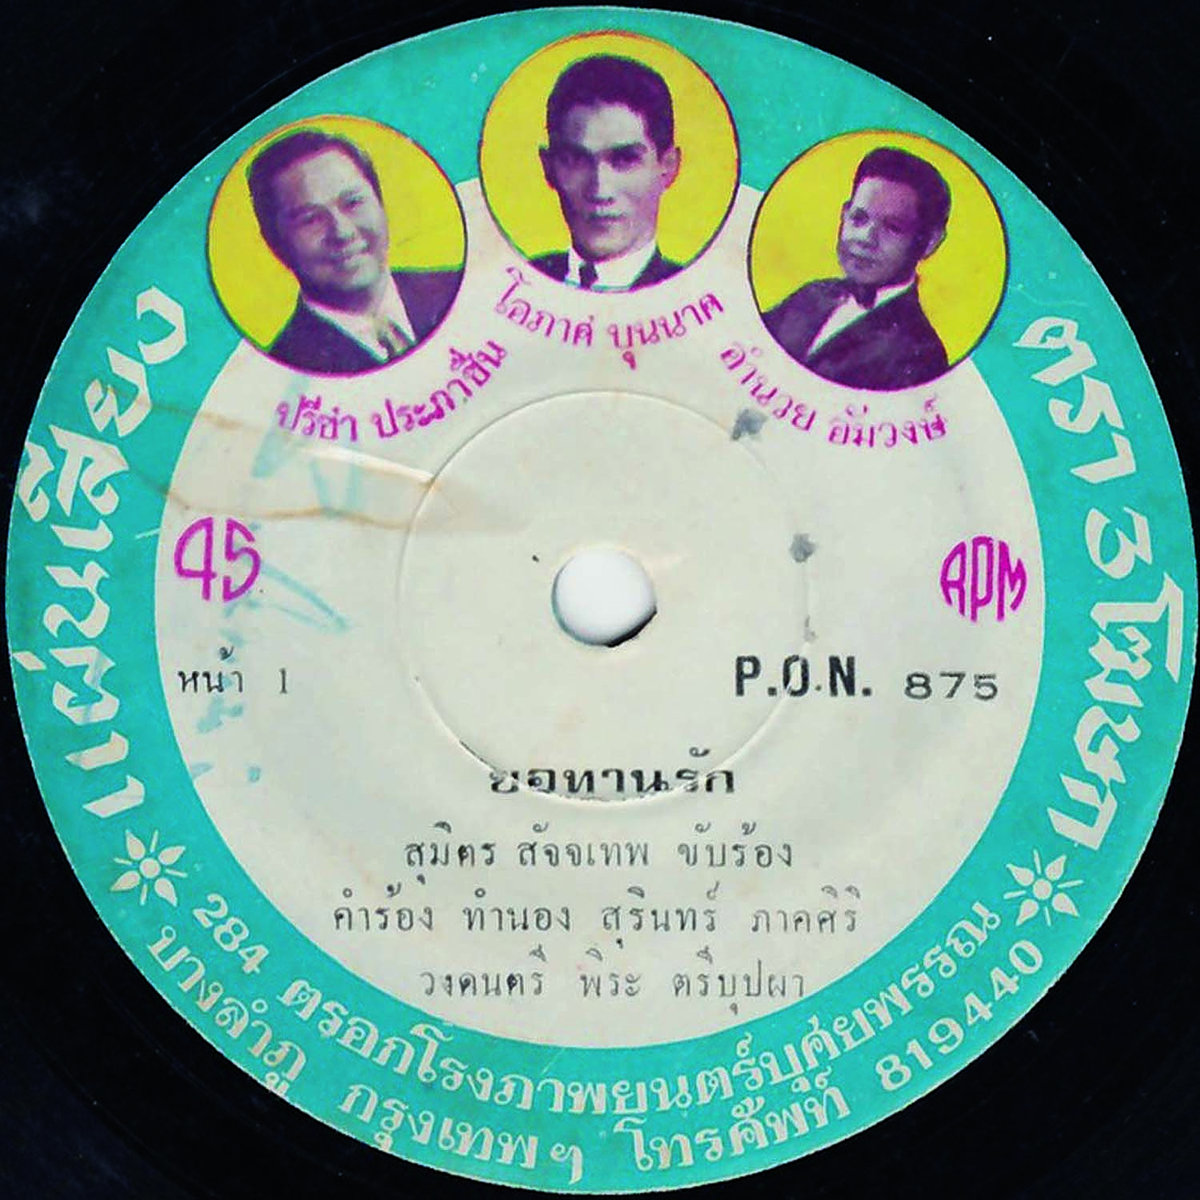 แผ่นเสียง
ตรา 3 โฆษก
ปรีชา ประภาชื่น
โอภาศ บุนนาค
อำนวย อิ่มวงษ์
45
RPM
หน้า 1
P.O.N. 875
ขอทานรัก
สุมิตร สัจจเทพ ขับร้อง
คำร้อง ทำนอง สุรินทร์ ภาคศิริ
วงดนตรี พิระ ตรีบุปผา
284 ตรอกโรงภาพยนตร์บุศยพรรณ
บางลำภู กรุงเทพฯ โทรศัพท์ 819440